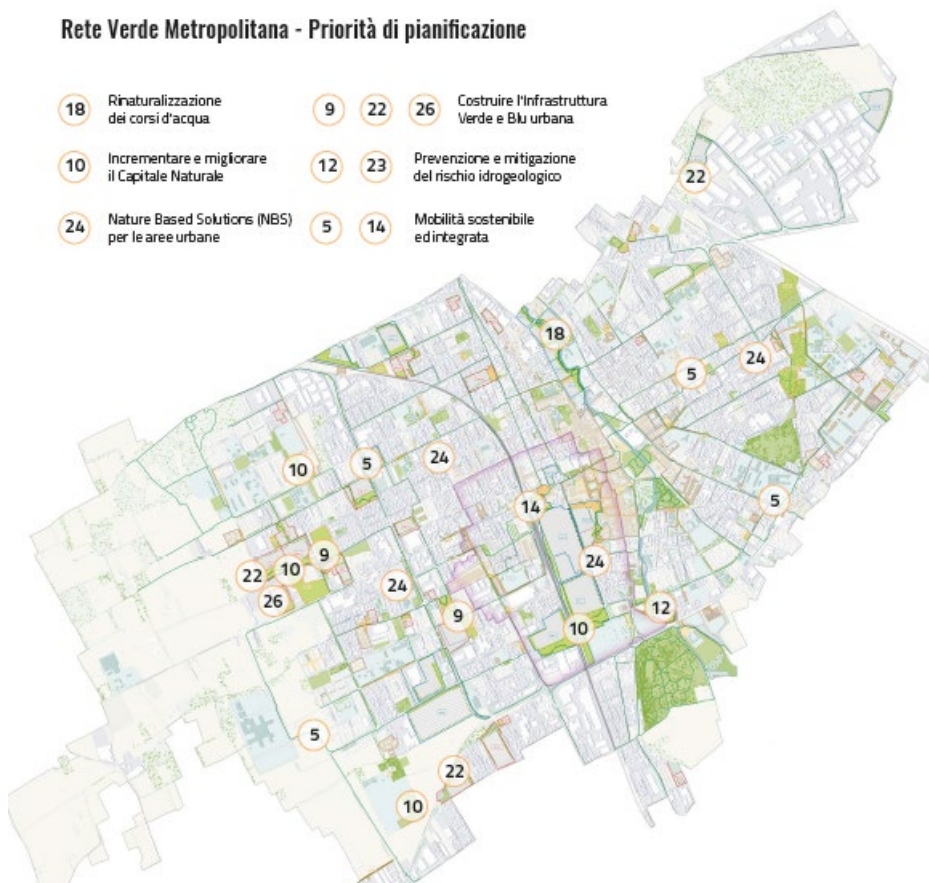 Rete Verde Metropolitana - Priorità di pianificazione
18 Rinaturalizzazione
dei corsi d'acqua
9 22 26 Costruire l'Infrastruttura
Verde e Blu urbana
10 Incrementare e migliorare
il Capitale Naturale
12 23 Prevenzione e mitigazione
del rischio idrogeologico
24 Nature Based Solutions (NBS)
per le aree urbane
5 14 Mobilità sostenibile
ed integrata
22
18
24
5
24
10
5
5
14
9
24
22
10
24
26
12
9
10
5
22
10